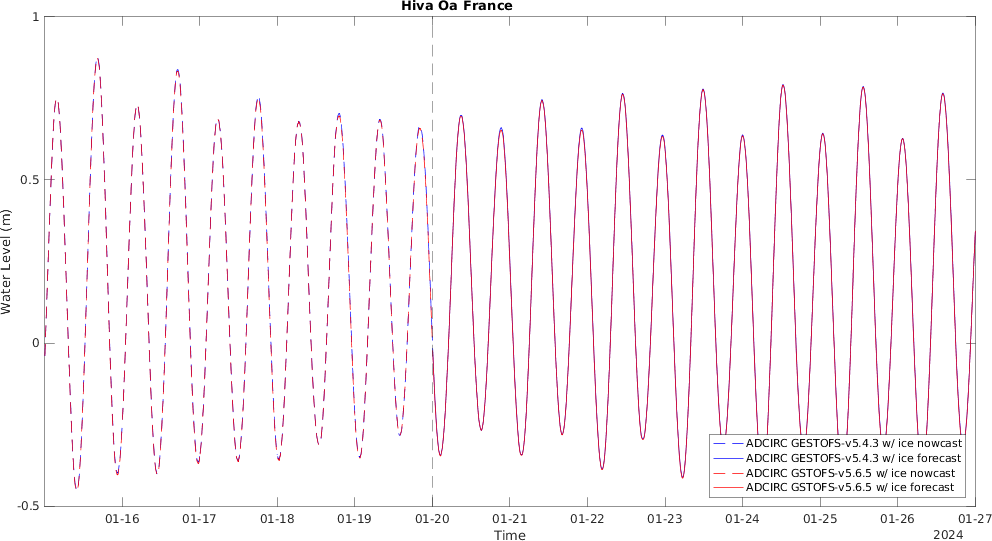 Hiva Oa France
1
0.5
0
-0.5
Water Level (m)
ADCIRC GESTOFS-v5.4.3 w/ ice nowcast
ADCIRC GESTOFS-v5.4.3 w/ ice forecast
ADCIRC GSTOFS-v5.6.5 w/ ice nowcast
ADCIRC GSTOFS-v5.6.5 w/ ice forecast
01-16 01-17 01-18 01-19 01-20 01-21 01-22 01-23 01-24 01-25 01-26 01-27
Time
2024